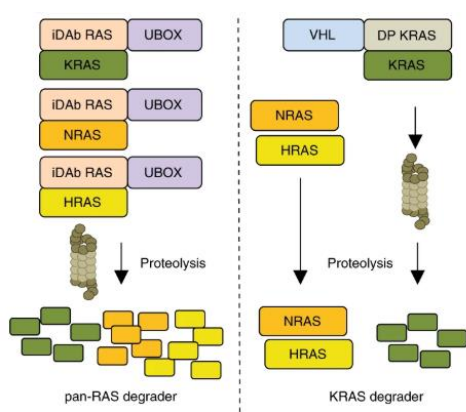 iDAb RAS UBOX
KRAS
iDAb RAS UBOX
NRAS
iDAb RAS UBOX
HRAS
Proteolysis
pan-RAS degrader
VHL DP KRAS
KRAS
NRAS
HRAS
Proteolysis
NRAS
HRAS
KRAS degrader